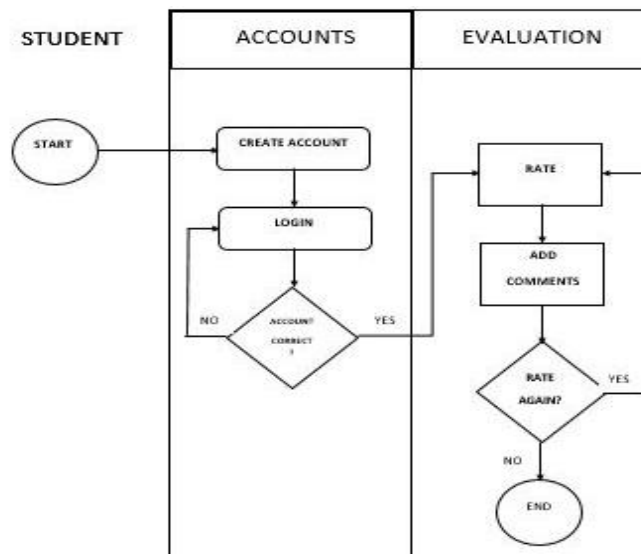 STUDENT
ACCOUNTS
EVALUATION
START
CREATE ACCOUNT
LOGIN
NO
ACCOUNT
CORRECT
?
YES
RATE
ADD
COMMENTS
RATE
AGAIN?
YES
NO
END